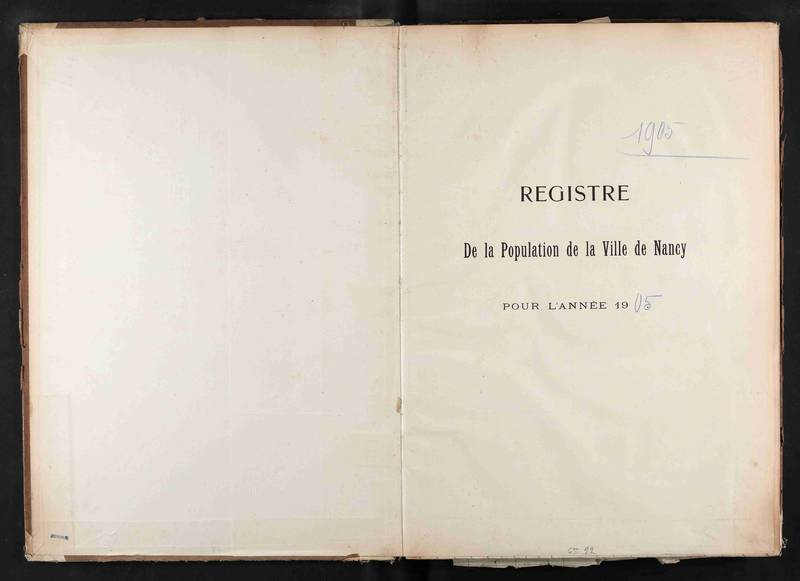 1905
REGISTRE
De la Population de la Ville de Nancy
POUR L'ANNÉE 1905